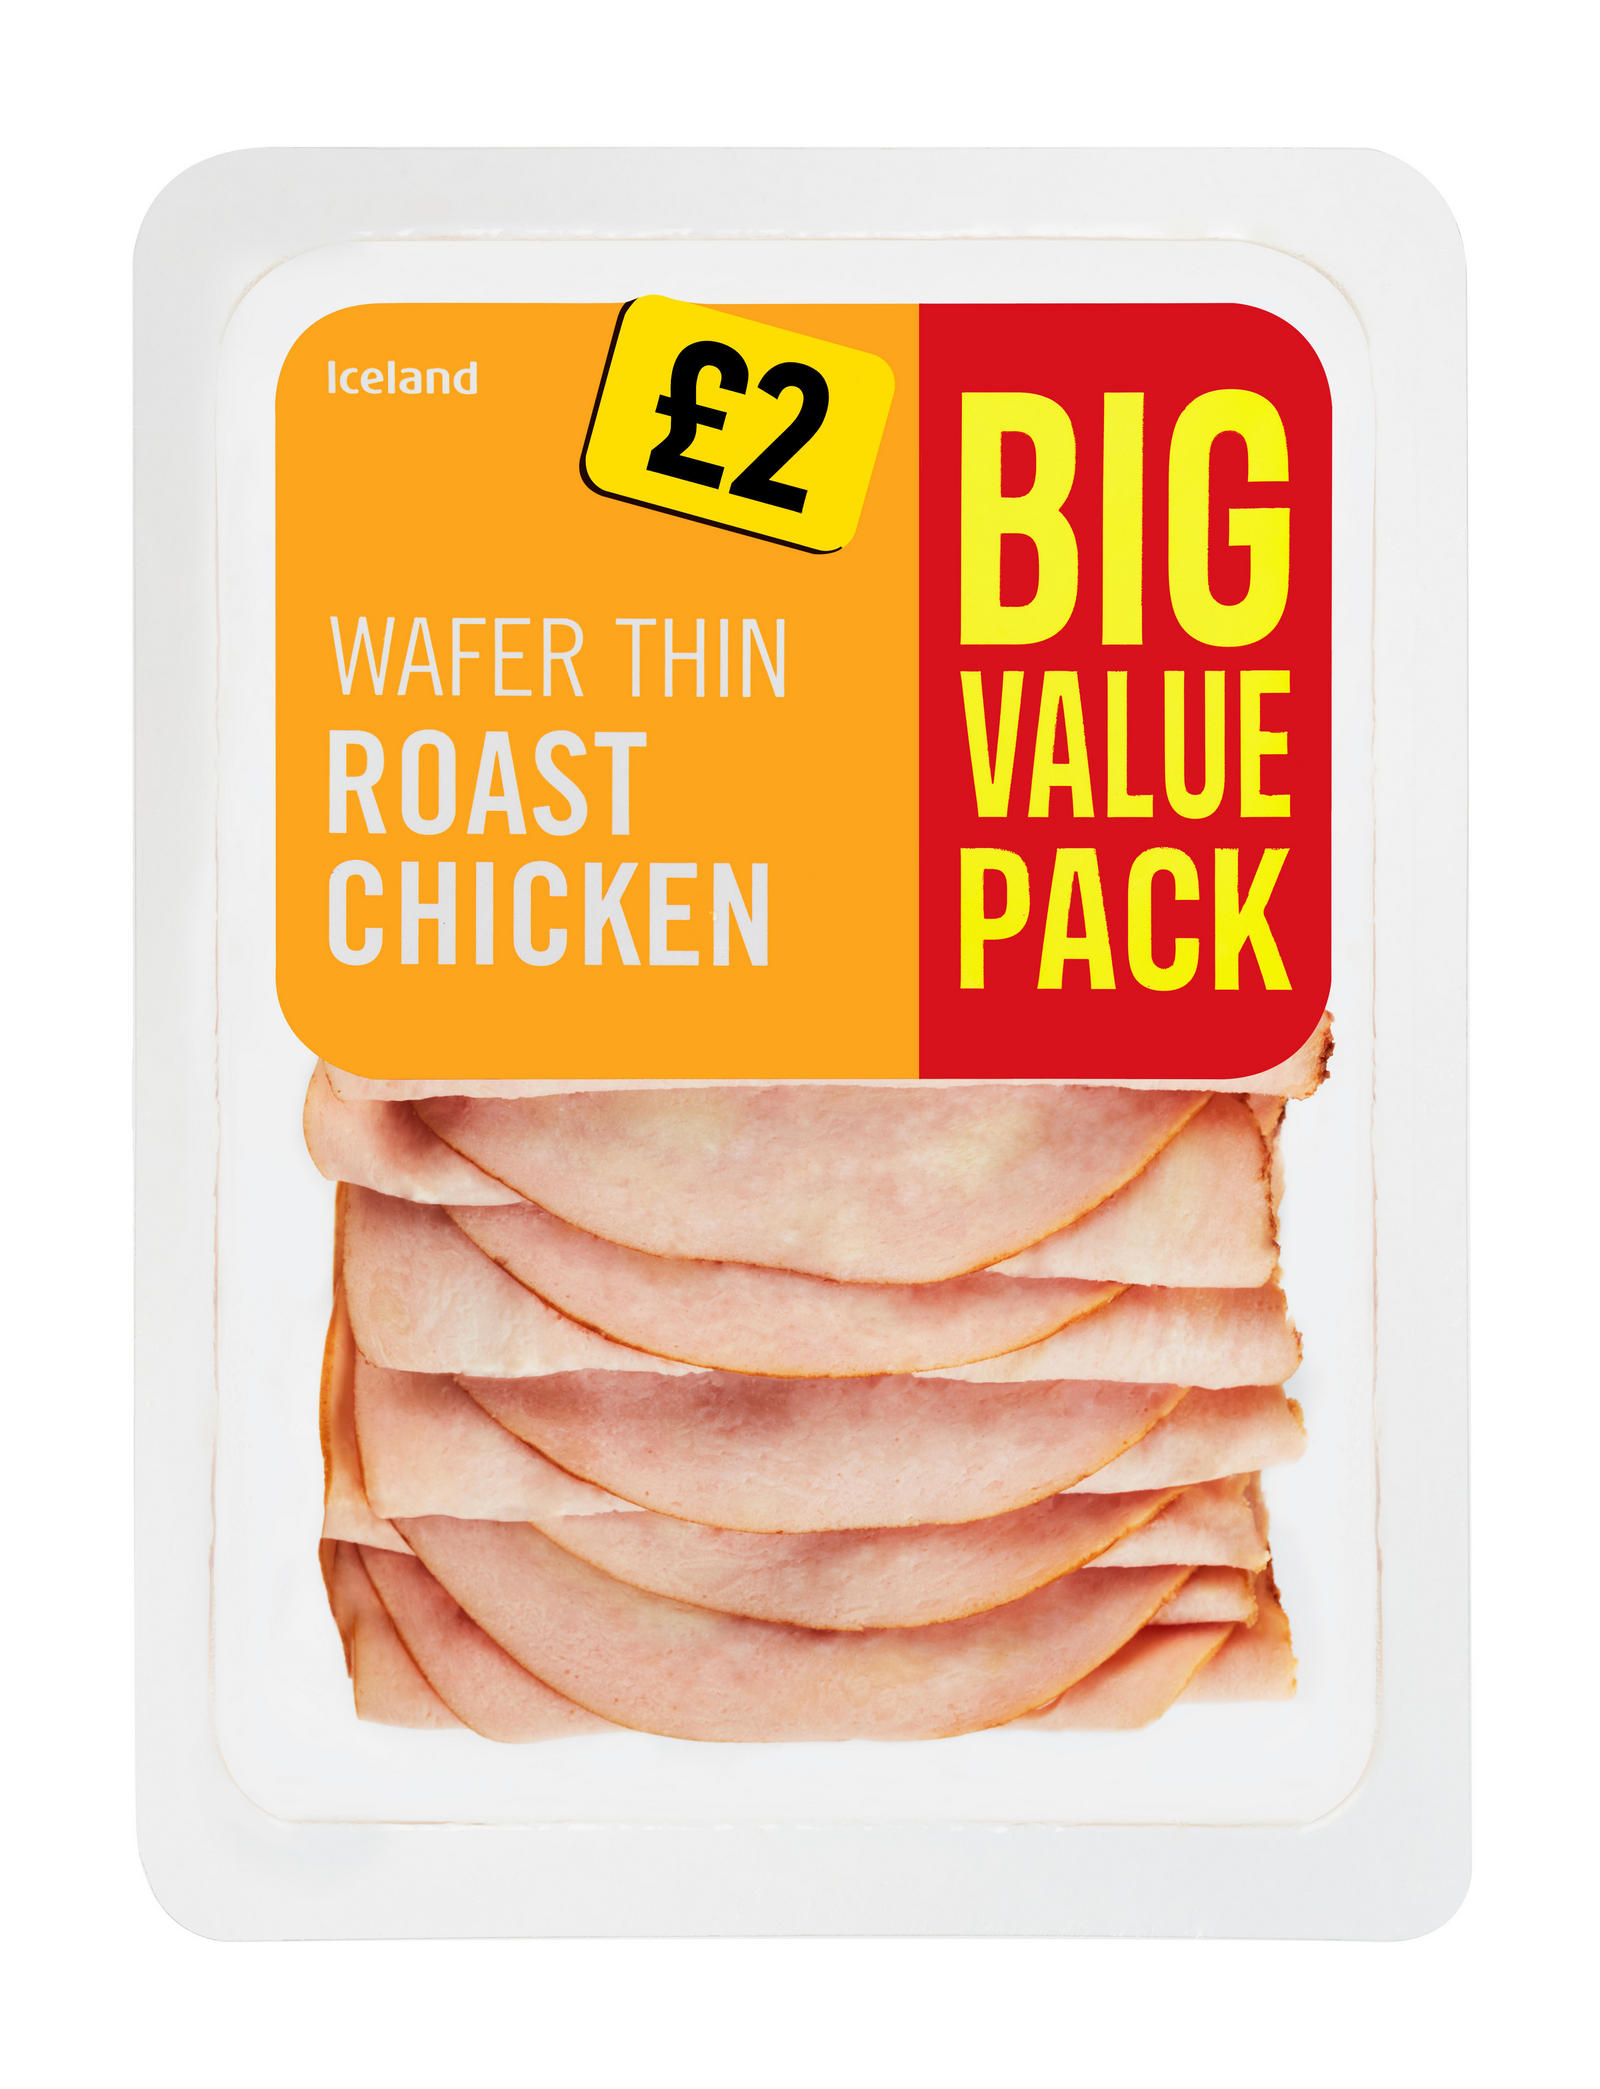 Iceland
£2
WAFER THIN
ROAST
CHICKEN
BIG
VALUE
PACK